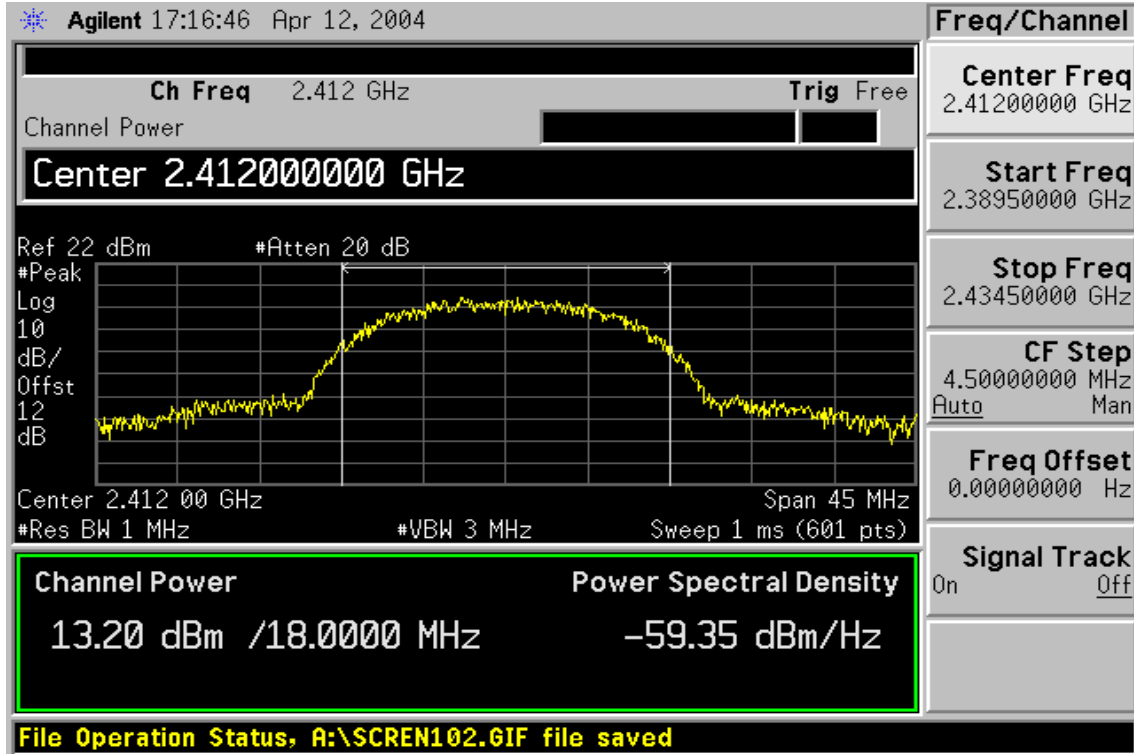 Agilent 17:16:46 Apr 12, 2004
Ch Freq 2.412 GHz Trig Free
Channel Power
Center 2.412000000 GHz
Ref 22 dBm #Atten 20 dB
#Peak
Log
10
dB/
Offst
12
dB
Center 2.412 00 GHz Span 45 MHz
#Res BW 1 MHz #VBW 3 MHz Sweep 1 ms (601 pts)
Channel Power Power Spectral Density
13.20 dBm /18.0000 MHz -59.35 dBm/Hz
File Operation Status, A:\SCREN102.GIF file saved
Freq/Channel
Center Freq
2.41200000 GHz
Start Freq
2.38950000 GHz
Stop Freq
2.43450000 GHz
CF Step
4.50000000 MHz
Auto Man
Freq Offset
0.00000000 Hz
Signal Track
On Off